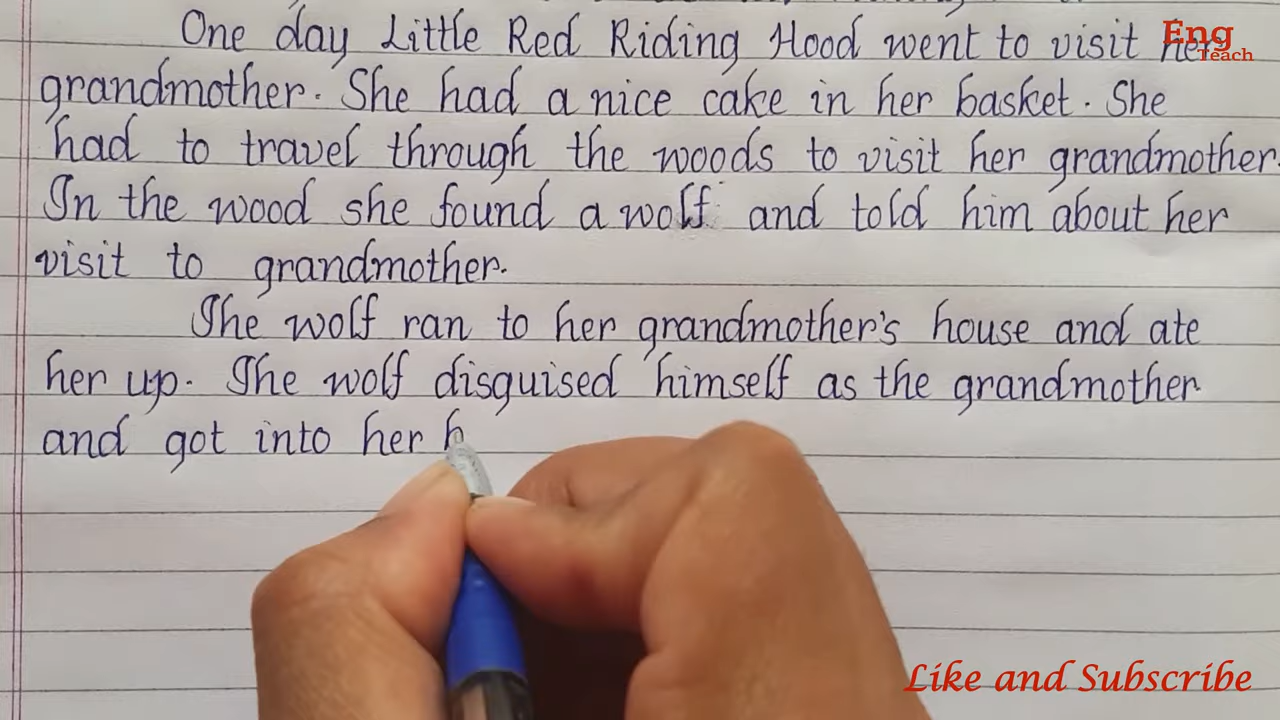 One day Little Red Riding Hood went to visit her
Eng
Teach
grandmother. She had a nice cake in her basket. She
had to travel through the woods to visit her grandmother.
In the wood she found a wolf and told him about her
visit to grandmother.
The wolf ran to her grandmother's house and ate
her up. The wolf disguised himself as the grandmother
and got into her
Like and Subscribe